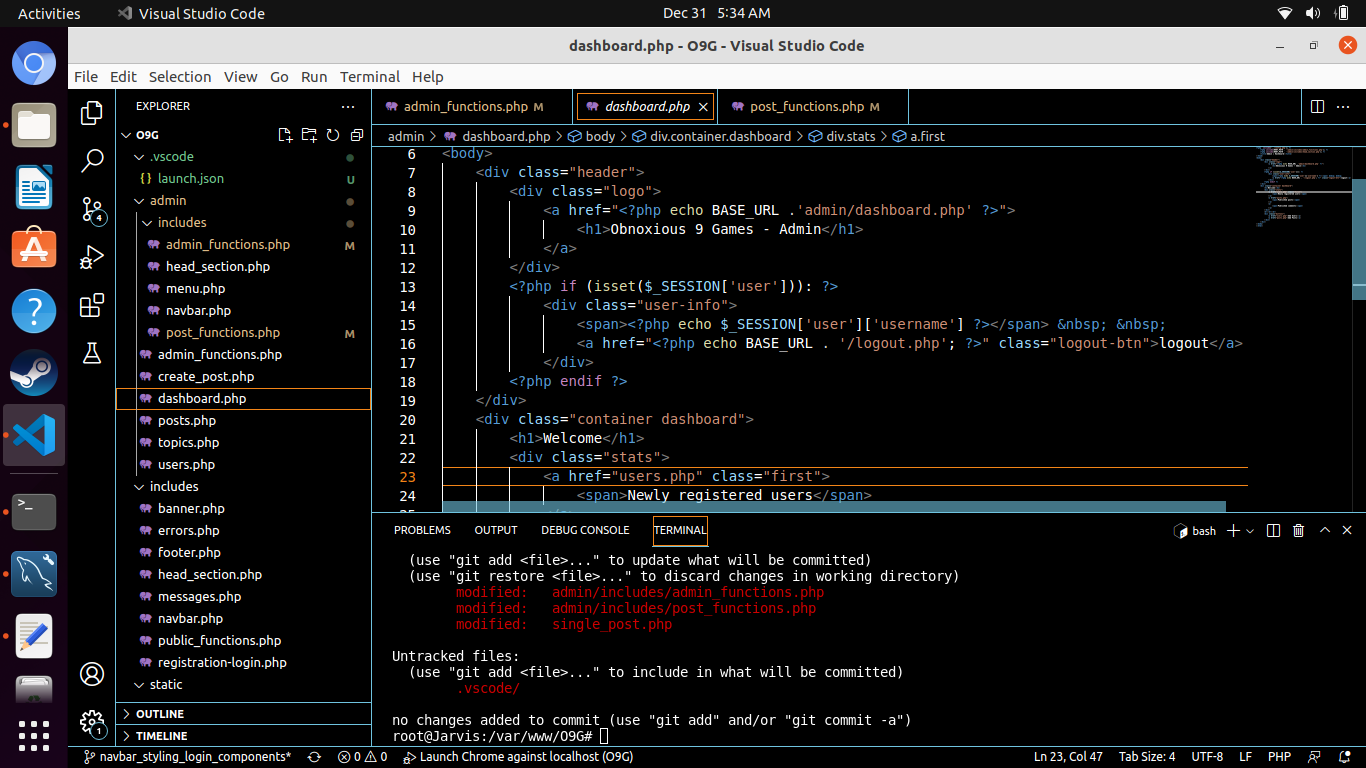 Activities
Visual Studio Code
Dec 31 5:34 AM
dashboard.php - O9G - Visual Studio Code
File Edit Selection View Go Run Terminal Help
EXPLORER
O9G
.vscode
{} launch.json U
admin
includes
admin_functions.php M
head_section.php
menu.php
navbar.php
post_functions.php M
admin_functions.php
create_post.php
dashboard.php
posts.php
topics.php
users.php
includes
banner.php
errors.php
footer.php
head_section.php
messages.php
navbar.php
public_functions.php
registration-login.php
static
OUTLINE
TIMELINE
4
1
admin_functions.php M
dashboard.php
post_functions.php M
admin > dashboard.php > body > div.container.dashboard > div.stats > a.first
6 <body>
7 <div class="header">
8 <div class="logo">
9 <a href="<?php echo BASE_URL .'admin/dashboard.php' ?>">
10 <h1>Obnoxious 9 Games - Admin</h1>
11 </a>
12 </div>
13 <?php if (isset($_SESSION['user'])): ?>
14 <div class="user-info">
15 <span><?php echo $_SESSION['user']['username'] ?></span> &nbsp; &nbsp;
16 <a href="<?php echo BASE_URL . '/logout.php'; ?>" class="logout-btn">logout</a>
17 </div>
18 <?php endif ?>
19 </div>
20 <div class="container dashboard">
21 <h1>Welcome</h1>
22 <div class="stats">
23 <a href="users.php" class="first">
24 <span>Newly registered users</span>
PROBLEMS OUTPUT DEBUG CONSOLE TERMINAL
bash
(use "git add <file>..." to update what will be committed)
(use "git restore <file>..." to discard changes in working directory)
modified: admin/includes/admin_functions.php
modified: admin/includes/post_functions.php
modified: single_post.php
Untracked files:
(use "git add <file>..." to include in what will be committed)
.vscode/
no changes added to commit (use "git add" and/or "git commit -a")
root@Jarvis:/var/www/O9G#
navbar_styling_login_components* 0 0 Launch Chrome against localhost (O9G) Ln 23, Col 47 Tab Size: 4 UTF-8 LF PHP